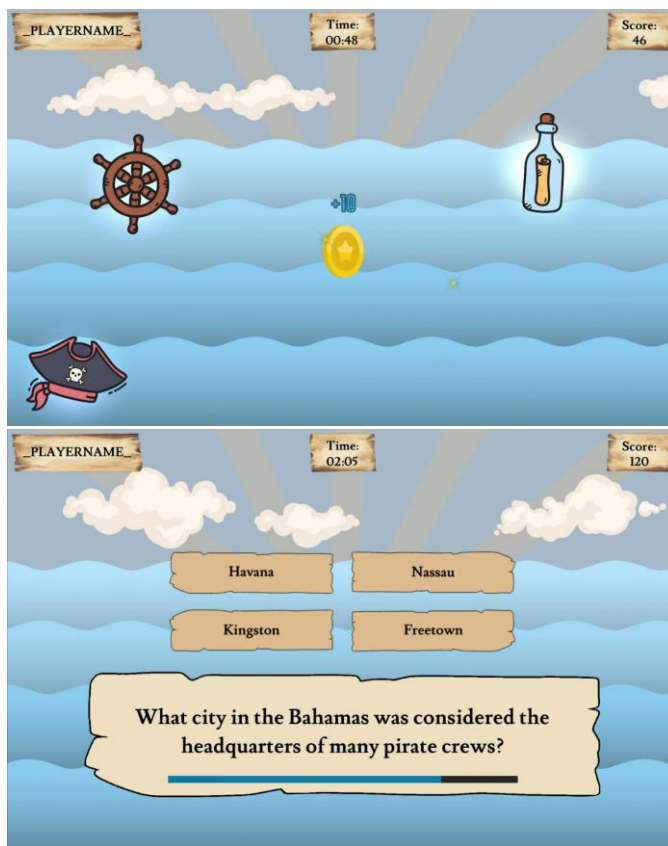 _PLAYERNAME_
Time:
00:48
Score:
46
+10
_PLAYERNAME_
Time:
02:05
Score:
120
Havana
Nassau
Kingston
Freetown
What city in the Bahamas was considered the
headquarters of many pirate crews?